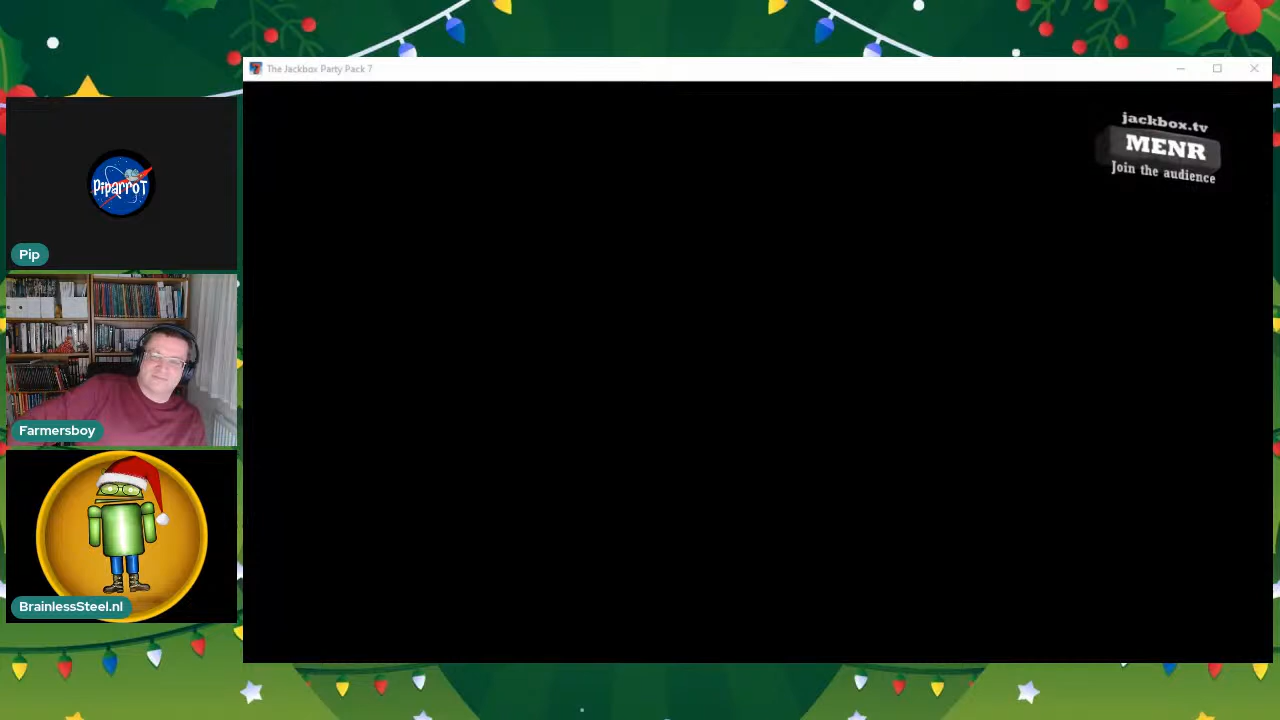 The Jackbox Party Pack 7
jackbox.tv
MENR
Join the audience
PiparroT
Pip
Farmersboy
BrainlessSteel.nl